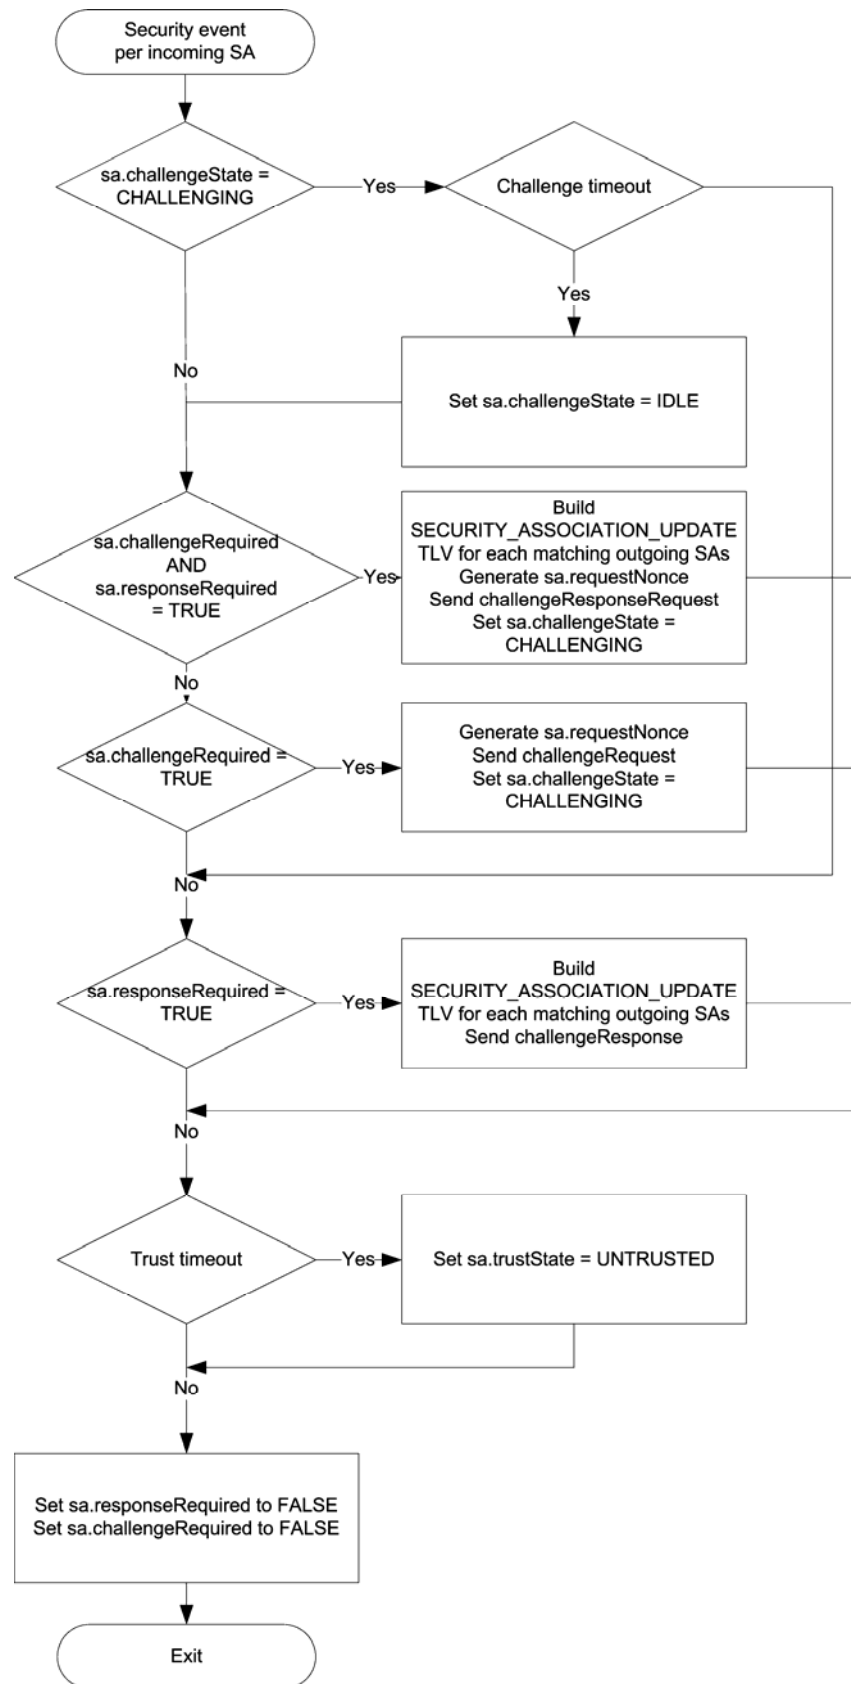 Security event
per incoming SA
sa.challengeState =
CHALLENGING
Yes
Challenge timeout
Yes
No
Set sa.challengeState = IDLE
sa.challengeRequired
AND
sa.responseRequired
= TRUE
Yes
Build
SECURITY_ASSOCIATION_UPDATE
TLV for each matching outgoing SAs
Generate sa.requestNonce
Send challengeResponseRequest
Set sa.challengeState =
CHALLENGING
No
sa.challengeRequired =
TRUE
Yes
Generate sa.requestNonce
Send challengeRequest
Set sa.challengeState =
CHALLENGING
No
sa.responseRequired =
TRUE
Yes
Build
SECURITY_ASSOCIATION_UPDATE
TLV for each matching outgoing SAs
Send challengeResponse
No
Trust timeout
Yes
Set sa.trustState = UNTRUSTED
No
Set sa.responseRequired to FALSE
Set sa.challengeRequired to FALSE
Exit